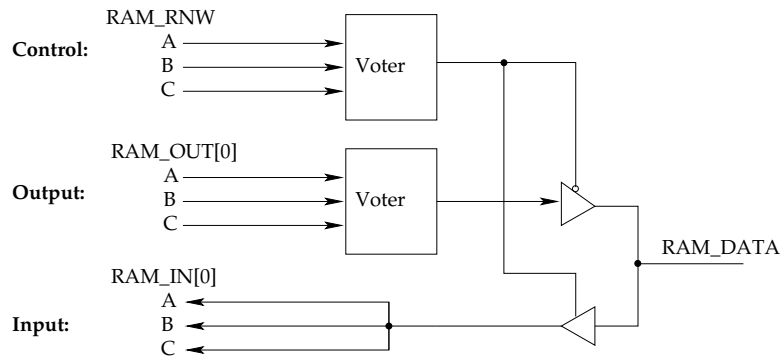 RAM_RNW
Control:
A
B
C
Voter
RAM_OUT[0]
Output:
A
B
C
Voter
RAM_DATA
RAM_IN[0]
Input:
A
B
C